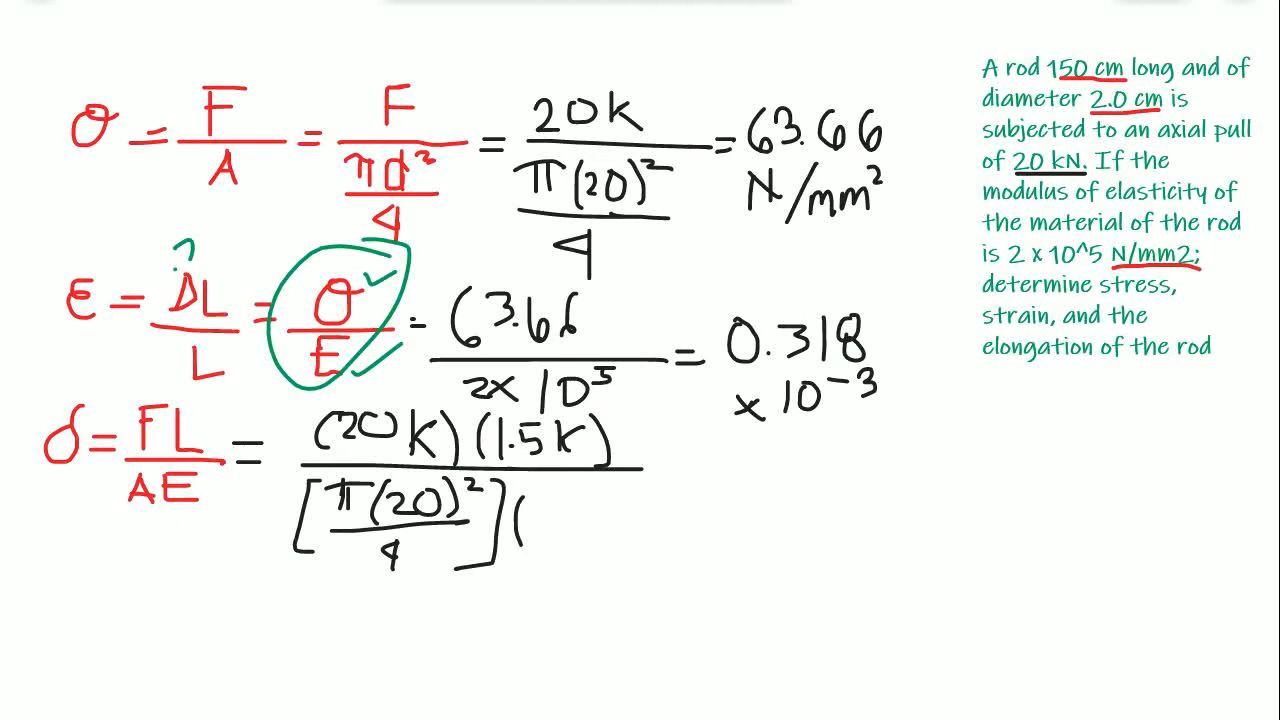 σ = F/A = F/(πd²/4) = 20k/(π(20)²/4) = 63.66 N/mm²
ε = ΔL/L = σ/E = 63.66/(2x10⁵) = 0.318 x 10⁻³
?
δ = FL/AE = (20k)(1.5k)/[π(20)²/4](
A rod 150 cm long and of
diameter 2.0 cm is
subjected to an axial pull
of 20 kN. If the
modulus of elasticity of
the material of the rod
is 2 x 10^5 N/mm2;
determine stress,
strain, and the
elongation of the rod